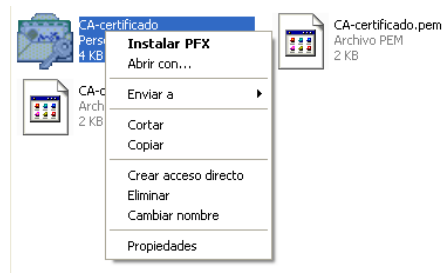 CA-certificado
Perso
4 KB
CA-certificado.pem
Archivo PEM
2 KB
CA-c
Arch
2 KB
Instalar PFX
Abrir con...
Enviar a
Cortar
Copiar
Crear acceso directo
Eliminar
Cambiar nombre
Propiedades